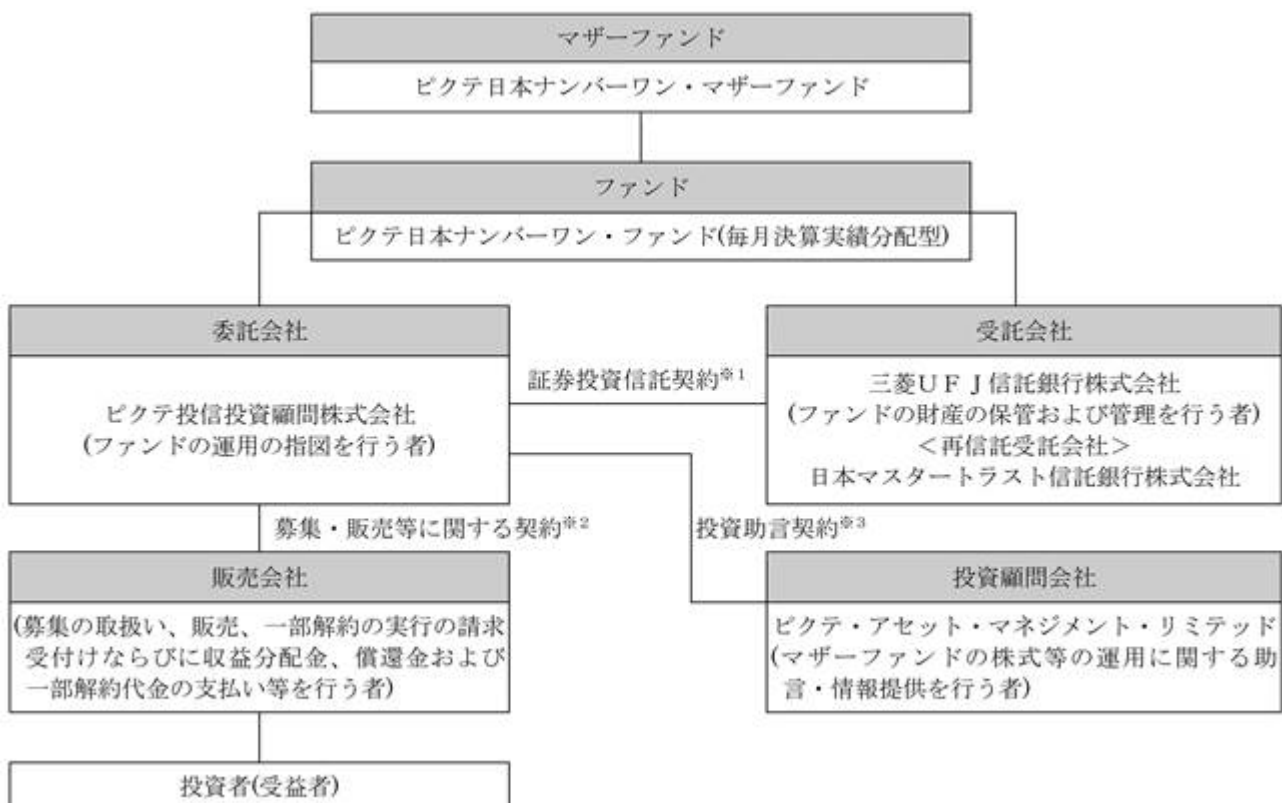 マザーファンド
ピクテ日本ナンバーワン・マザーファンド
ファンド
ピクテ日本ナンバーワン・ファンド(毎月決算実績分配型)
委託会社
ピクテ投信投資顧問株式会社
(ファンドの運用の指図を行う者)
証券投資信託契約※1
受託会社
三菱ＵＦＪ信託銀行株式会社
(ファンドの財産の保管および管理を行う者)
＜再信託受託会社＞
日本マスタートラスト信託銀行株式会社
募集・販売等に関する契約※2
投資助言契約※3
販売会社
(募集の取扱い、販売、一部解約の実行の請求
受付けならびに収益分配金、償還金および
一部解約代金の支払い等を行う者)
投資顧問会社
ピクテ・アセット・マネジメント・リミテッド
(マザーファンドの株式等の運用に関する助
言・情報提供を行う者)
投資者(受益者)